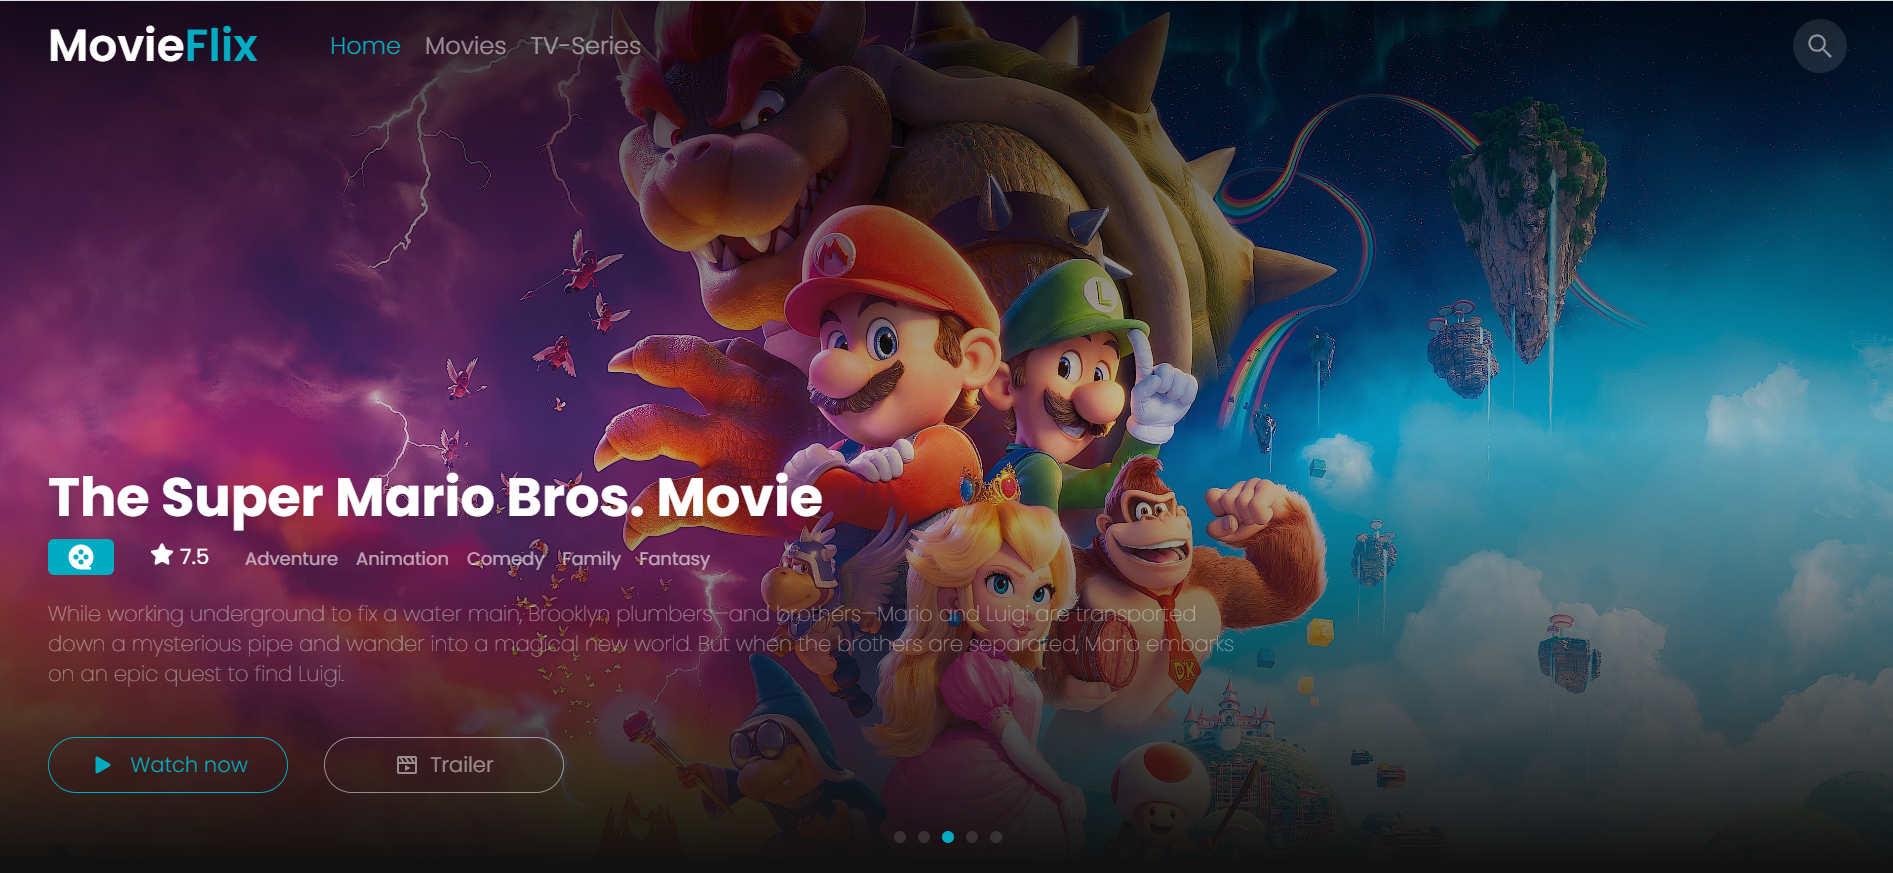 MovieFlix
Home Movies TV-Series
The Super Mario Bros. Movie
7.5 Adventure Animation Comedy Family Fantasy
While working underground to fix a water main, Brooklyn plumbers—and brothers—Mario and Luigi are transported
down a mysterious pipe and wander into a magical new world. But when the brothers are separated, Mario embarks
on an epic quest to find Luigi.
Watch now Trailer
M
L
DK